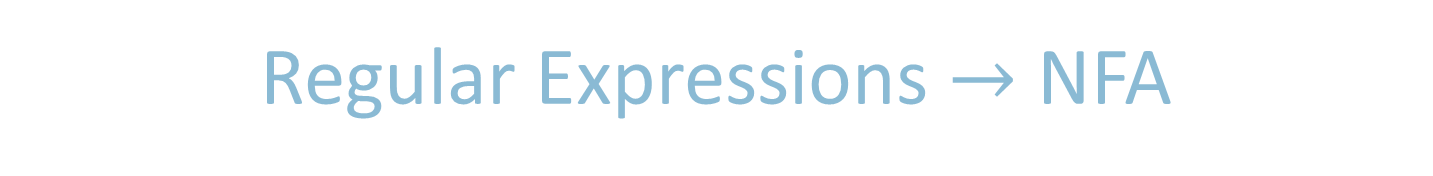 Regular Expressions → NFA